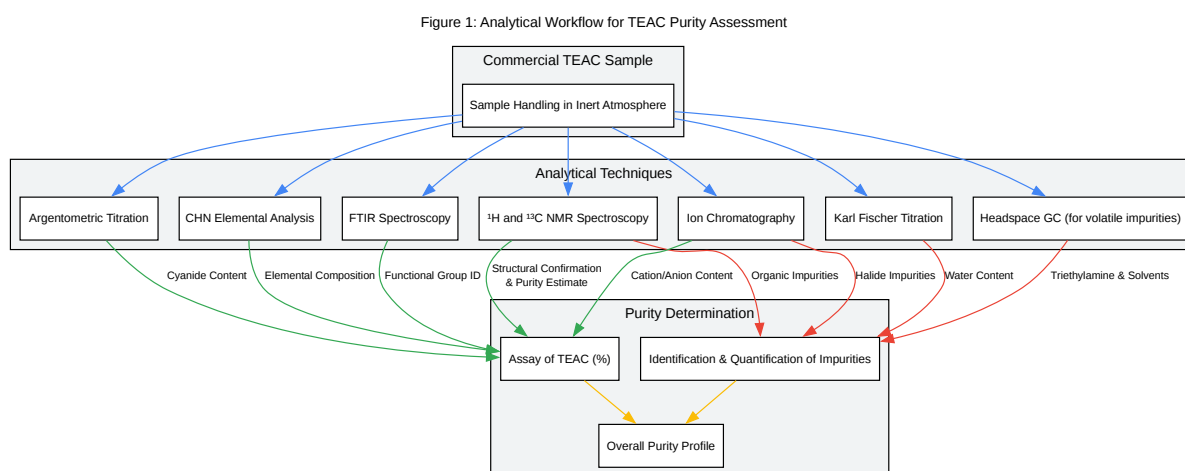 Figure 1: Analytical Workflow for TEAC Purity Assessment
Commercial TEAC Sample
Sample Handling in Inert Atmosphere
Analytical Techniques
Argentometric Titration
CHN Elemental Analysis
FTIR Spectroscopy
¹H and ¹³C NMR Spectroscopy
Ion Chromatography
Karl Fischer Titration
Headspace GC (for volatile impurities)
Cyanide Content
Elemental Composition
Functional Group ID
Structural Confirmation
& Purity Estimate
Cation/Anion Content
Organic Impurities
Halide Impurities
Water Content
Triethylamine & Solvents
Purity Determination
Assay of TEAC (%)
Identification & Quantification of Impurities
Overall Purity Profile